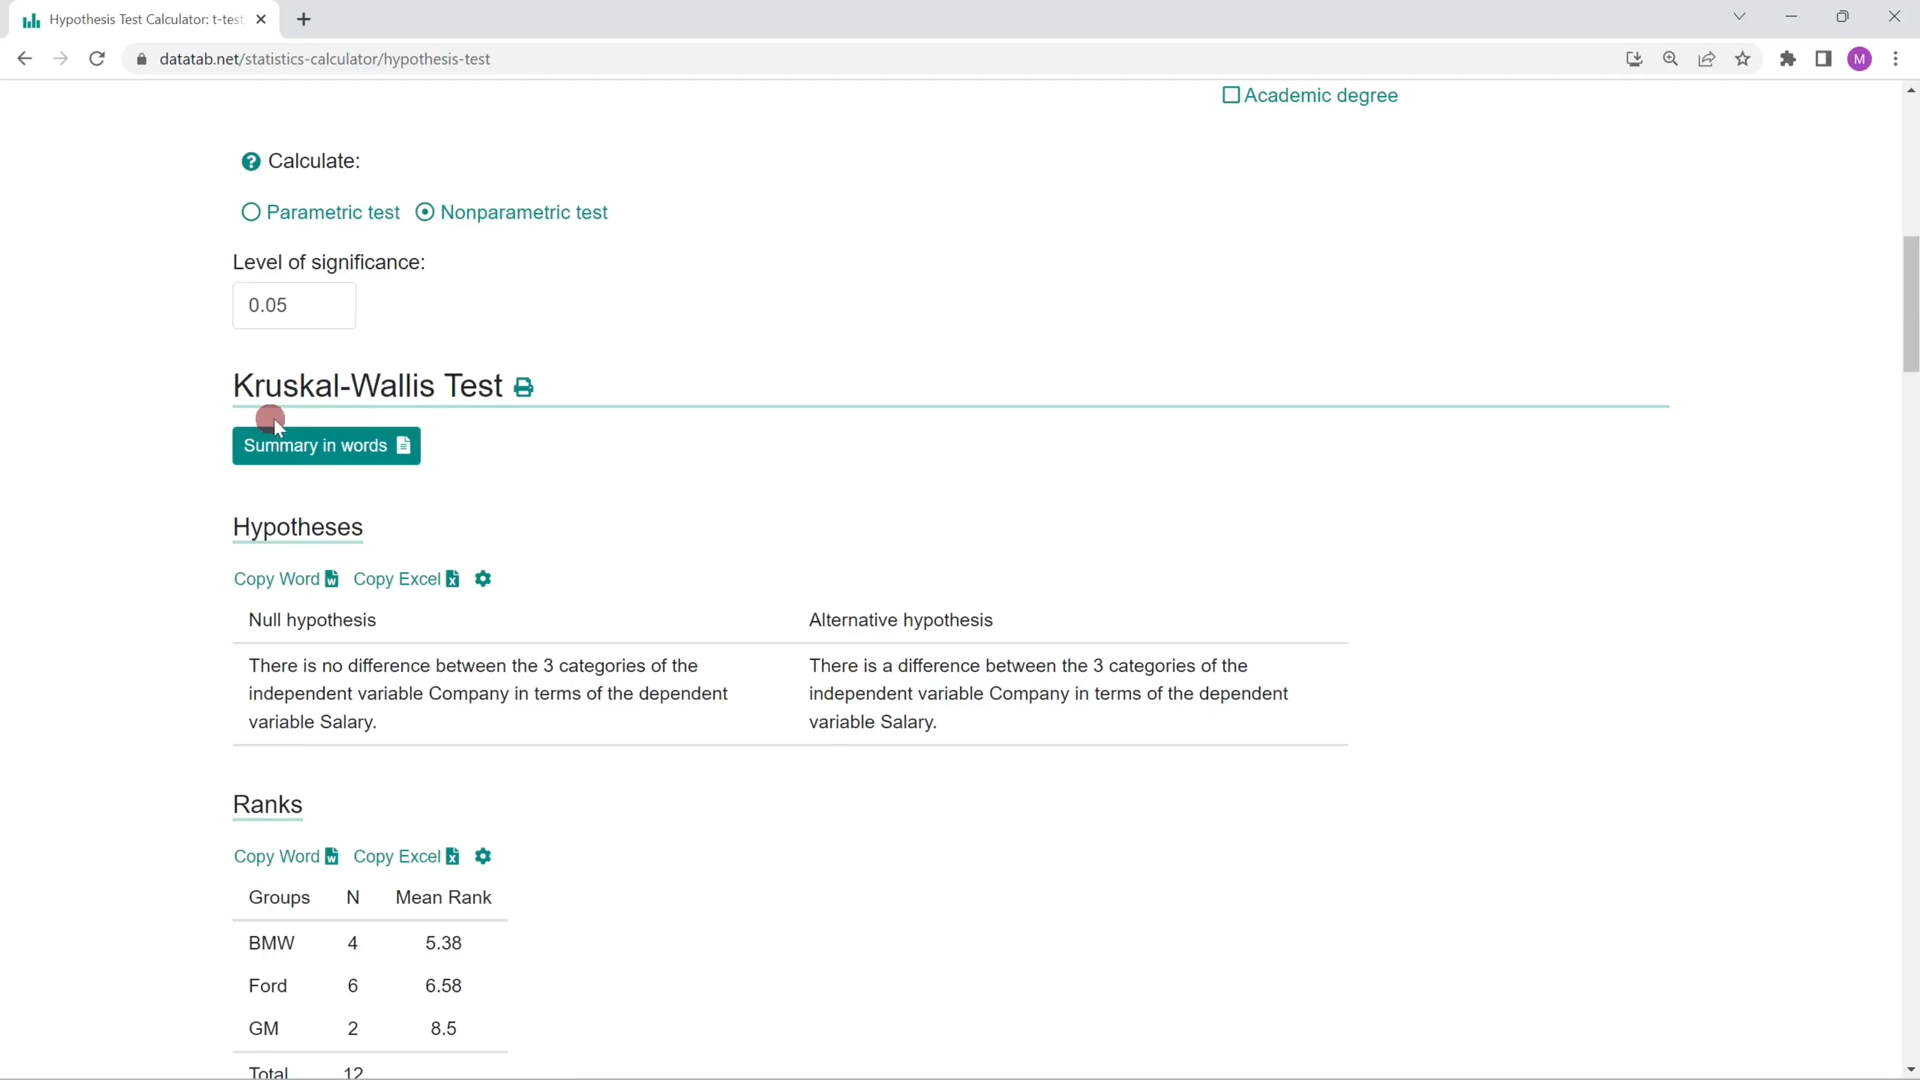 Hypothesis Test Calculator: t-test
datatab.net/statistics-calculator/hypothesis-test
M
Academic degree
? Calculate:
Parametric test Nonparametric test
Level of significance:
0.05
Kruskal-Wallis Test
Summary in words
Hypotheses
Copy Word Copy Excel
Null hypothesis Alternative hypothesis
There is no difference between the 3 categories of the
independent variable Company in terms of the dependent
variable Salary.
There is a difference between the 3 categories of the
independent variable Company in terms of the dependent
variable Salary.
Ranks
Copy Word Copy Excel
Groups N Mean Rank
BMW 4 5.38
Ford 6 6.58
GM 2 8.5
Total 12